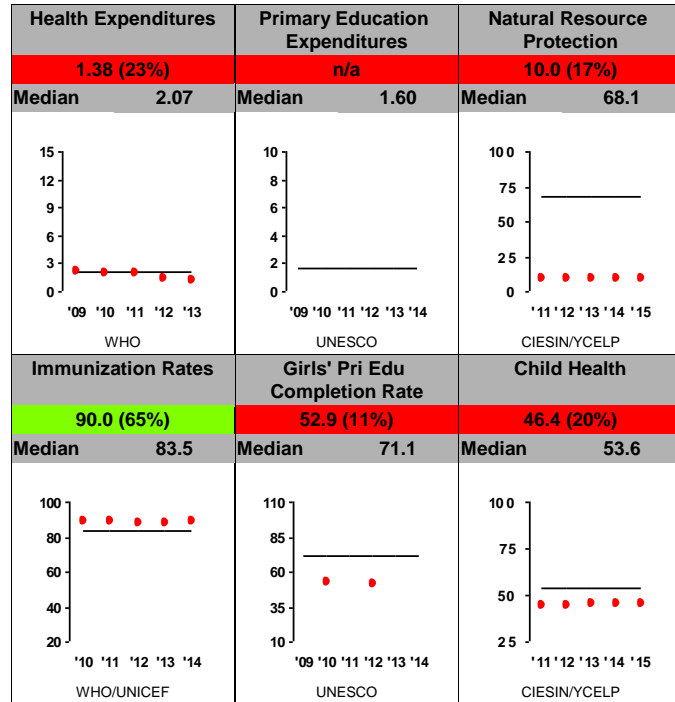 Health Expenditures
1.38 (23%)
Median 2.07
15
12
9
6
3
0
'09 '10 '11 '12 '13
WHO
Primary Education
Expenditures
n/a
Median 1.60
10
8
6
4
2
0
'09 '10 '11 '12 '13 '14
UNESCO
Natural Resource
Protection
10.0 (17%)
Median 68.1
100
75
50
25
0
'11 '12 '13 '14 '15
CIESIN/YCELP
Immunization Rates
90.0 (65%)
Median 83.5
100
80
60
40
20
'10 '11 '12 '13 '14
WHO/UNICEF
Girls' Pri Edu
Completion Rate
52.9 (11%)
Median 71.1
110
85
60
35
10
'09 '10 '11 '12 '13 '14
UNESCO
Child Health
46.4 (20%)
Median 53.6
100
75
50
25
'11 '12 '13 '14 '15
CIESIN/YCELP